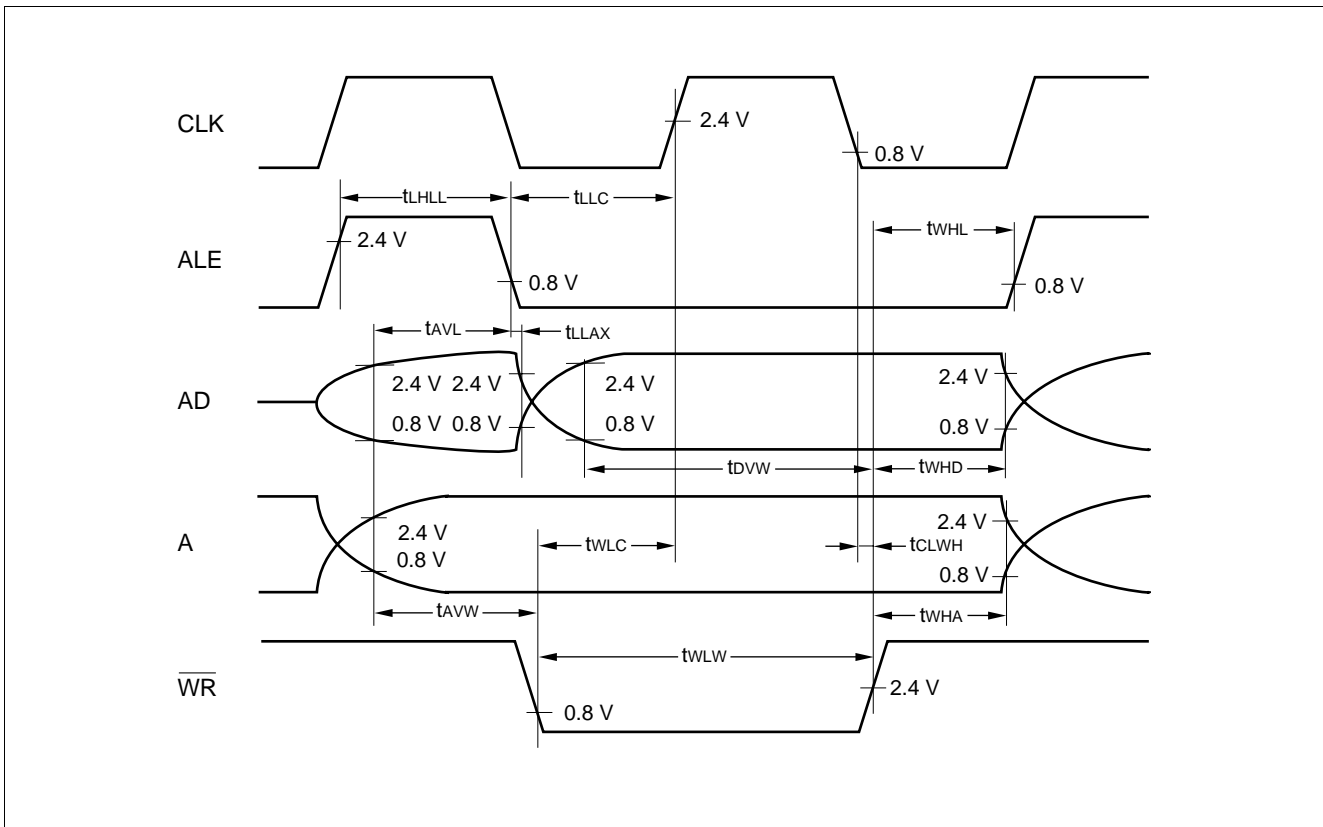 CLK
2.4 V
0.8 V
tLHLL
tLLC
tWHL
ALE
2.4 V
0.8 V
0.8 V
tAVL
tLLAX
AD
2.4 V 2.4 V
2.4 V
2.4 V
0.8 V 0.8 V
0.8 V
0.8 V
tDVW
tWHD
A
2.4 V
0.8 V
tWLC
2.4 V
tCLWH
0.8 V
tAVW
tWHA
tWLW
WR
0.8 V
2.4 V